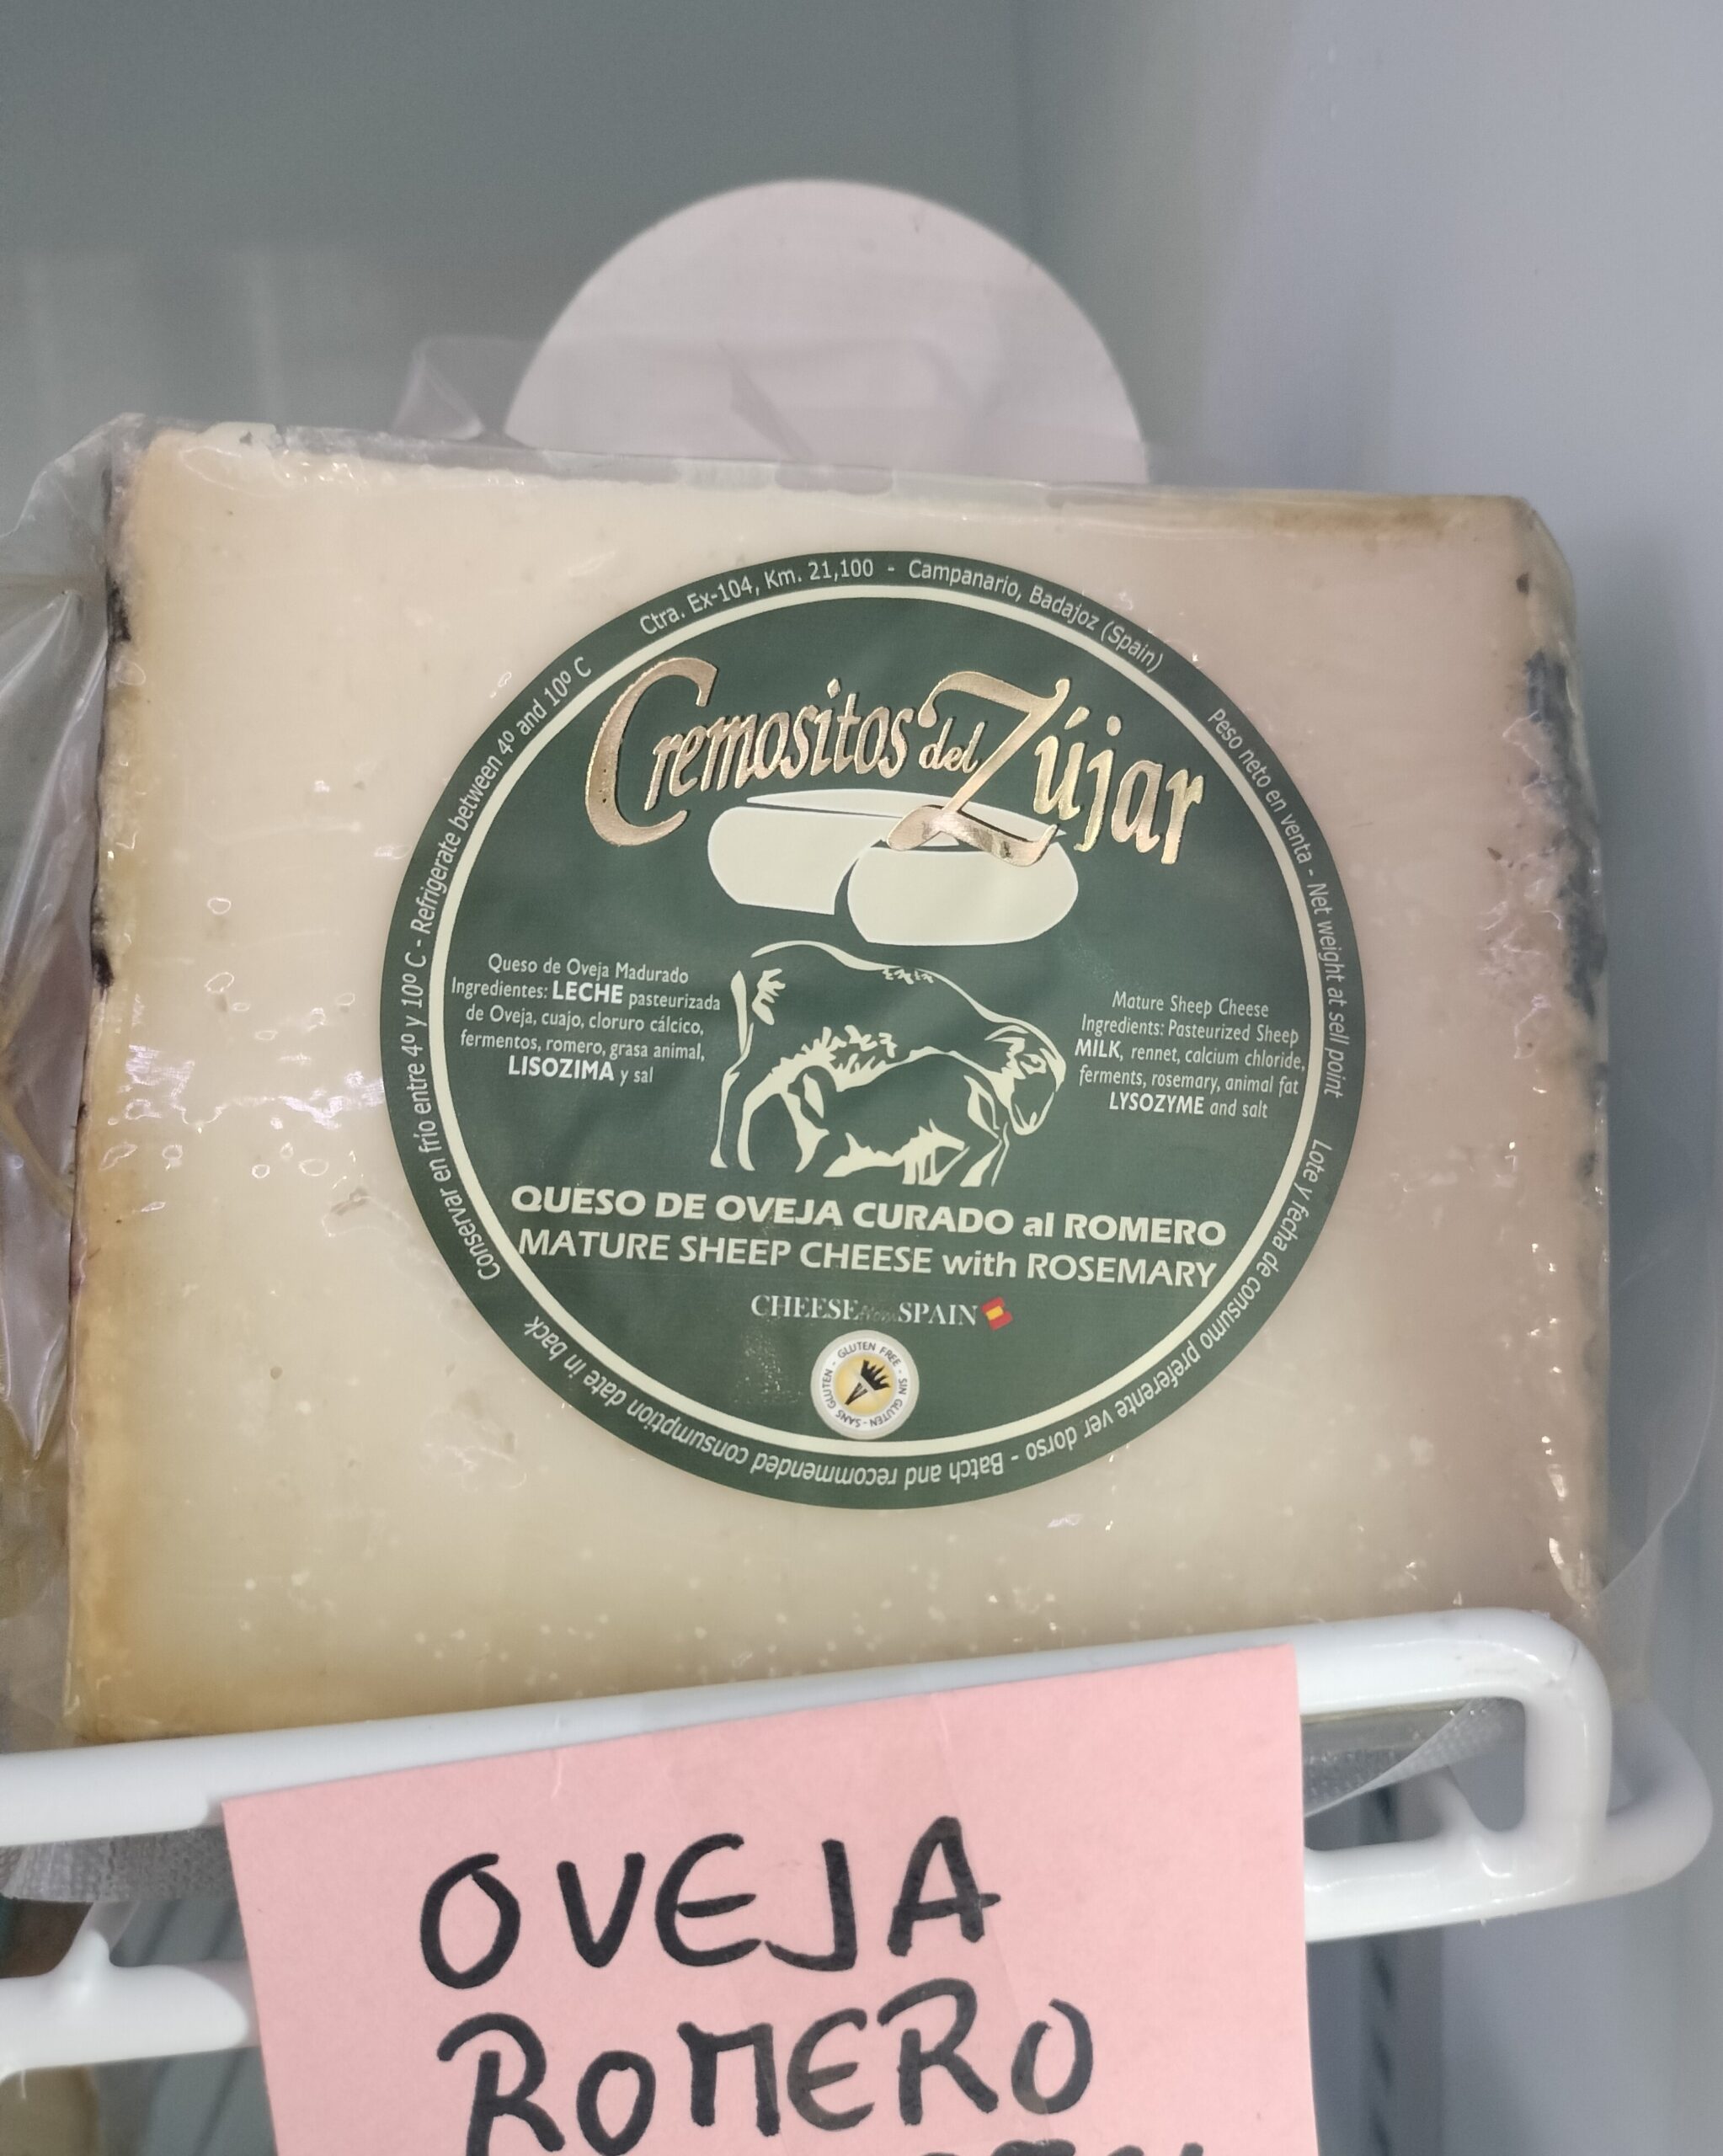 Ctra. Ex-104, Km. 21,100 - Campanario, Badajoz (Spain)
Peso neto en venta - Net weight at sell point
Lote y fecha de consumo preferente ver dorso - Batch and recommended consumption date in back
Conservar en frío entre 4º y 10º C - Refrigerate between 4º and 10º C
Cremositos del Zújar
Queso de Oveja Madurado
Ingredientes: LECHE pasteurizada
de Oveja, cuajo, cloruro cálcico,
fermentos, romero, grasa animal,
LISOZIMA y sal
Mature Sheep Cheese
Ingredients: Pasteurized Sheep
MILK, rennet, calcium chloride,
ferments, rosemary, animal fat
LYSOZYME and salt
QUESO DE OVEJA CURADO al ROMERO
MATURE SHEEP CHEESE with ROSEMARY
CHEESE from SPAIN
GLUTEN FREE - SIN GLUTEN - SANS GLUTEN -
OVEJA
ROMERO